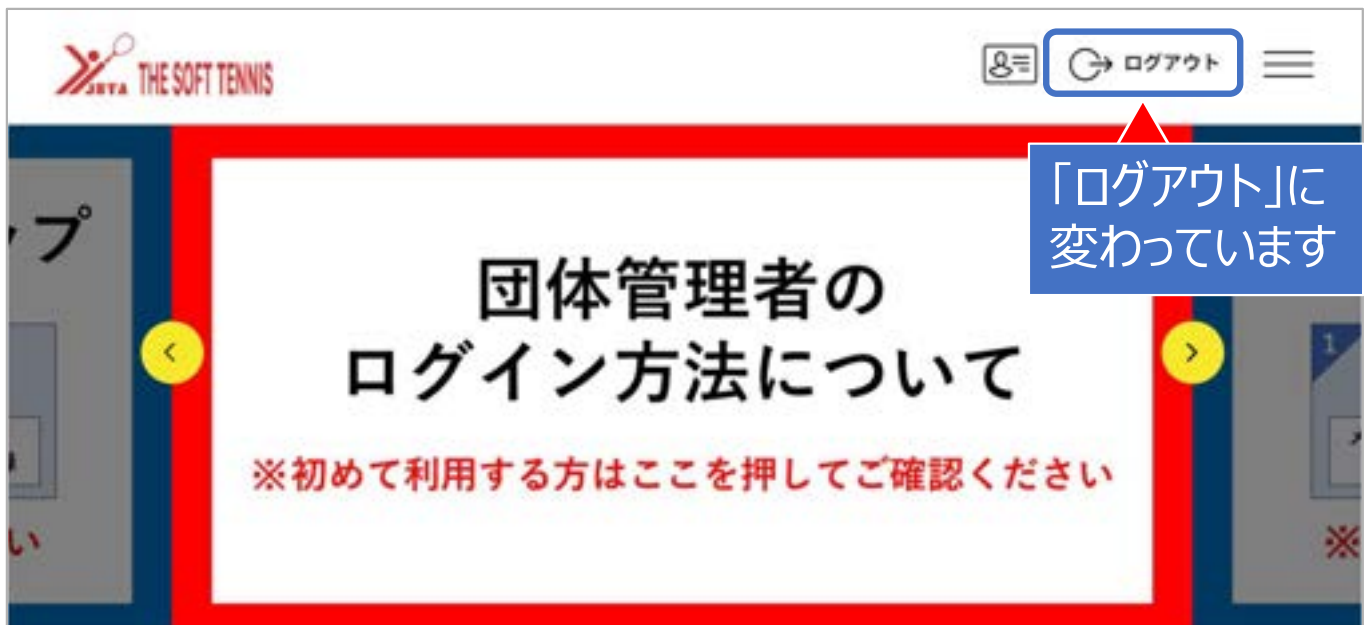 JSTA THE SOFT TENNIS
ログアウト
「ログアウト」に
変わっています
ップ
団体管理者の
ログイン方法について
※初めて利用する方はここを押してご確認ください
い
1
※